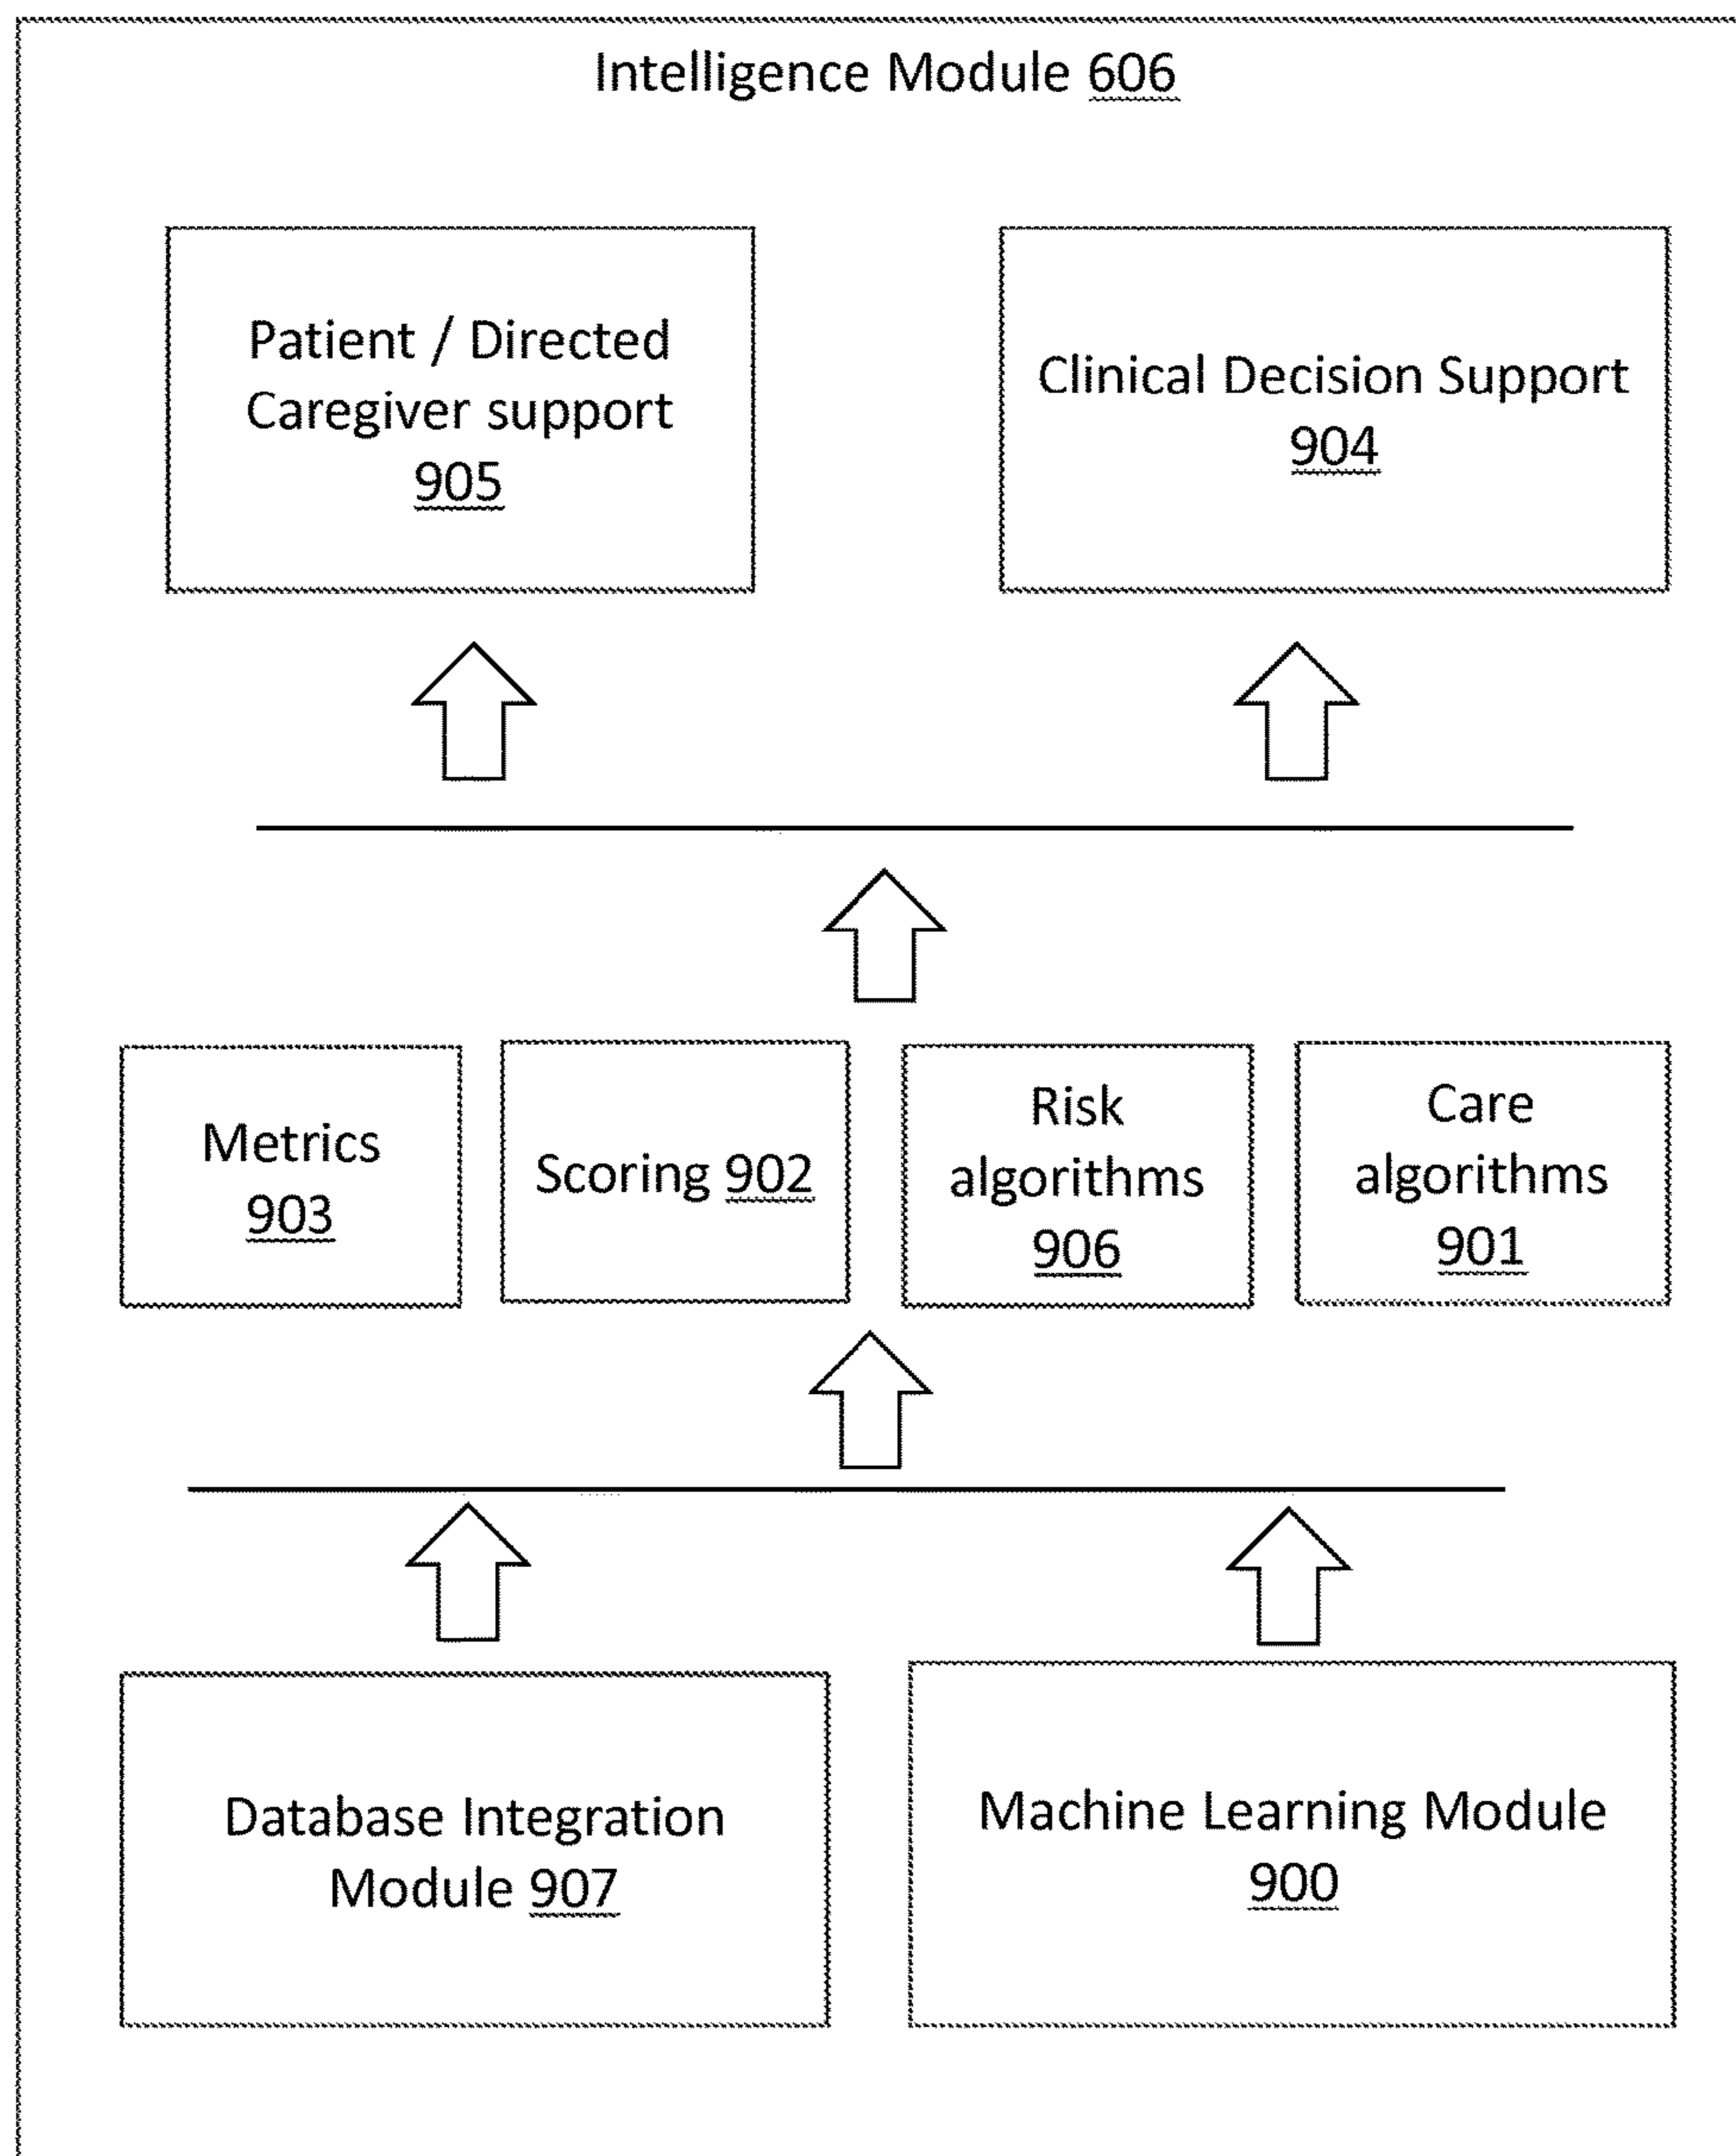 Intelligence Module 606
Patient / Directed
Caregiver support
905
Clinical Decision Support
904
Metrics
903
Scoring 902
Risk
algorithms
906
Care
algorithms
901
Database Integration
Module 907
Machine Learning Module
900